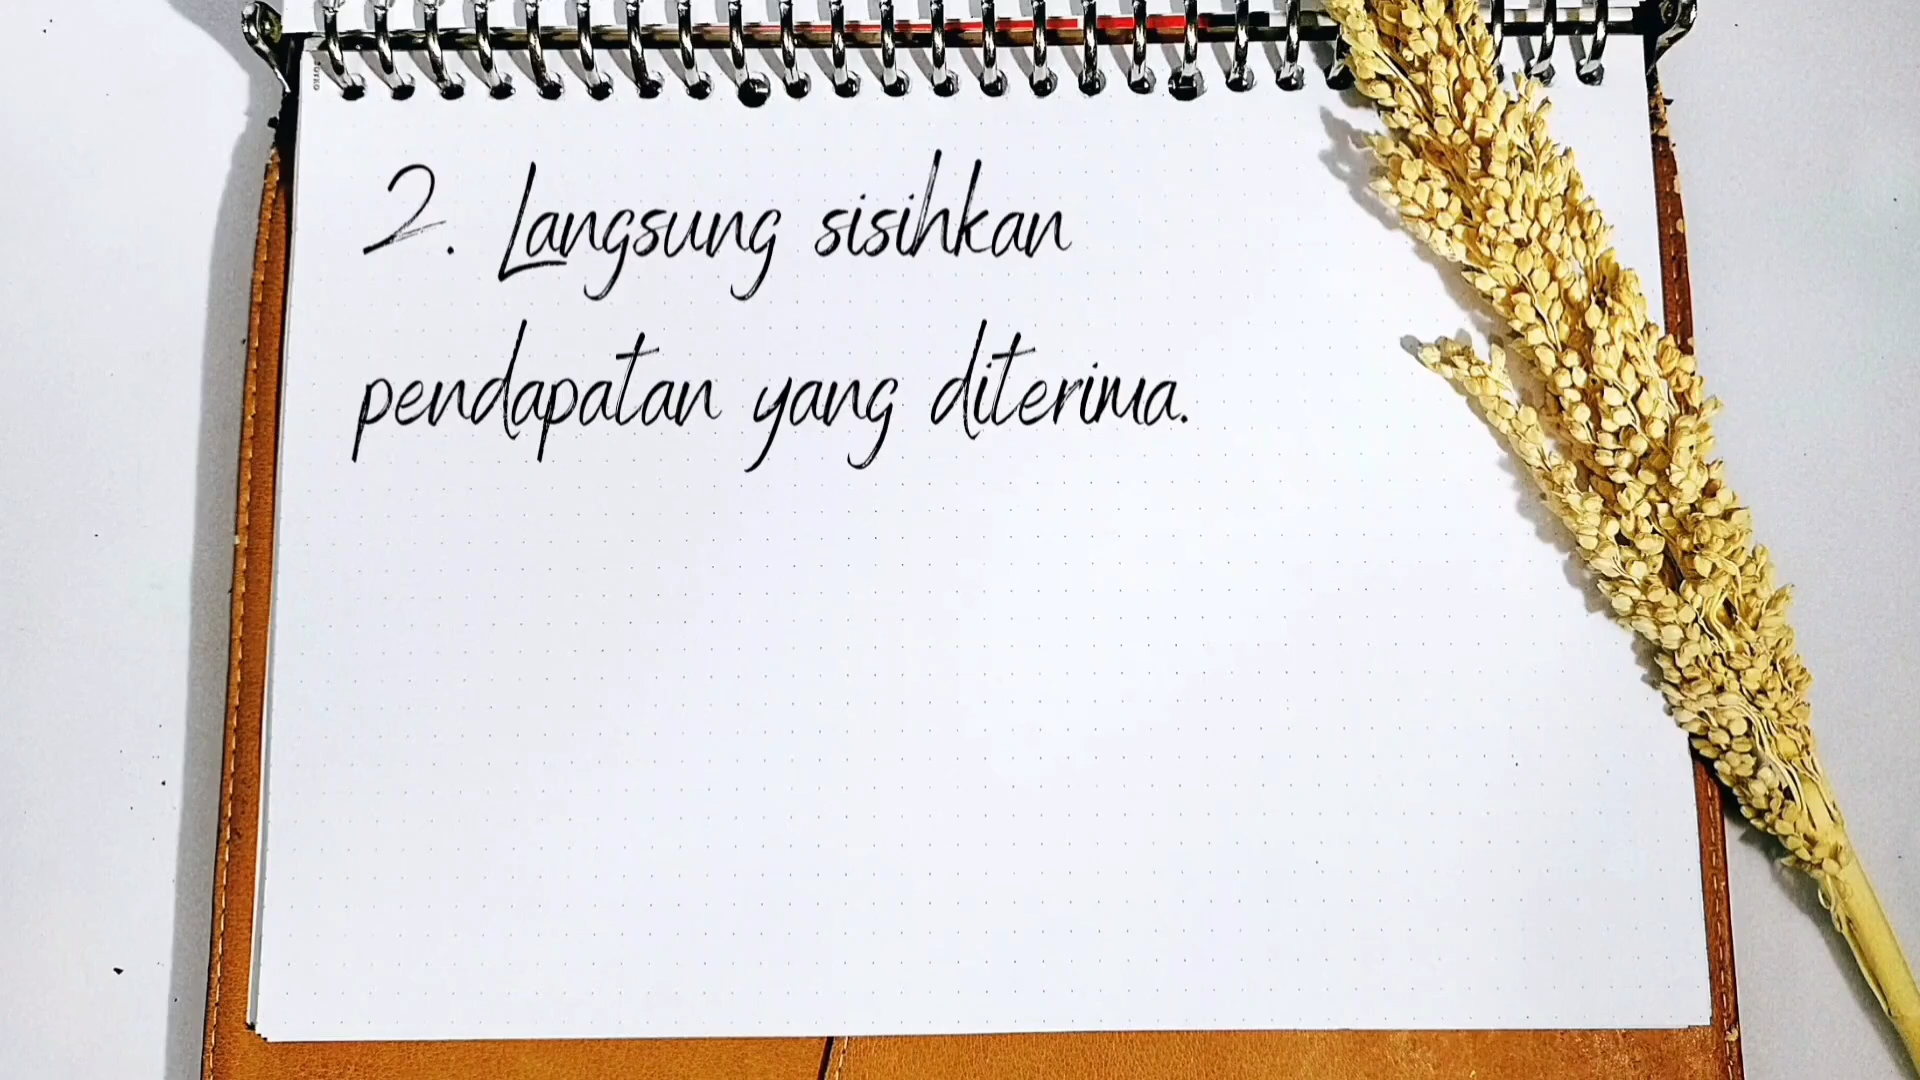 2. Langsung sisihkan
pendapatan yang diterima.